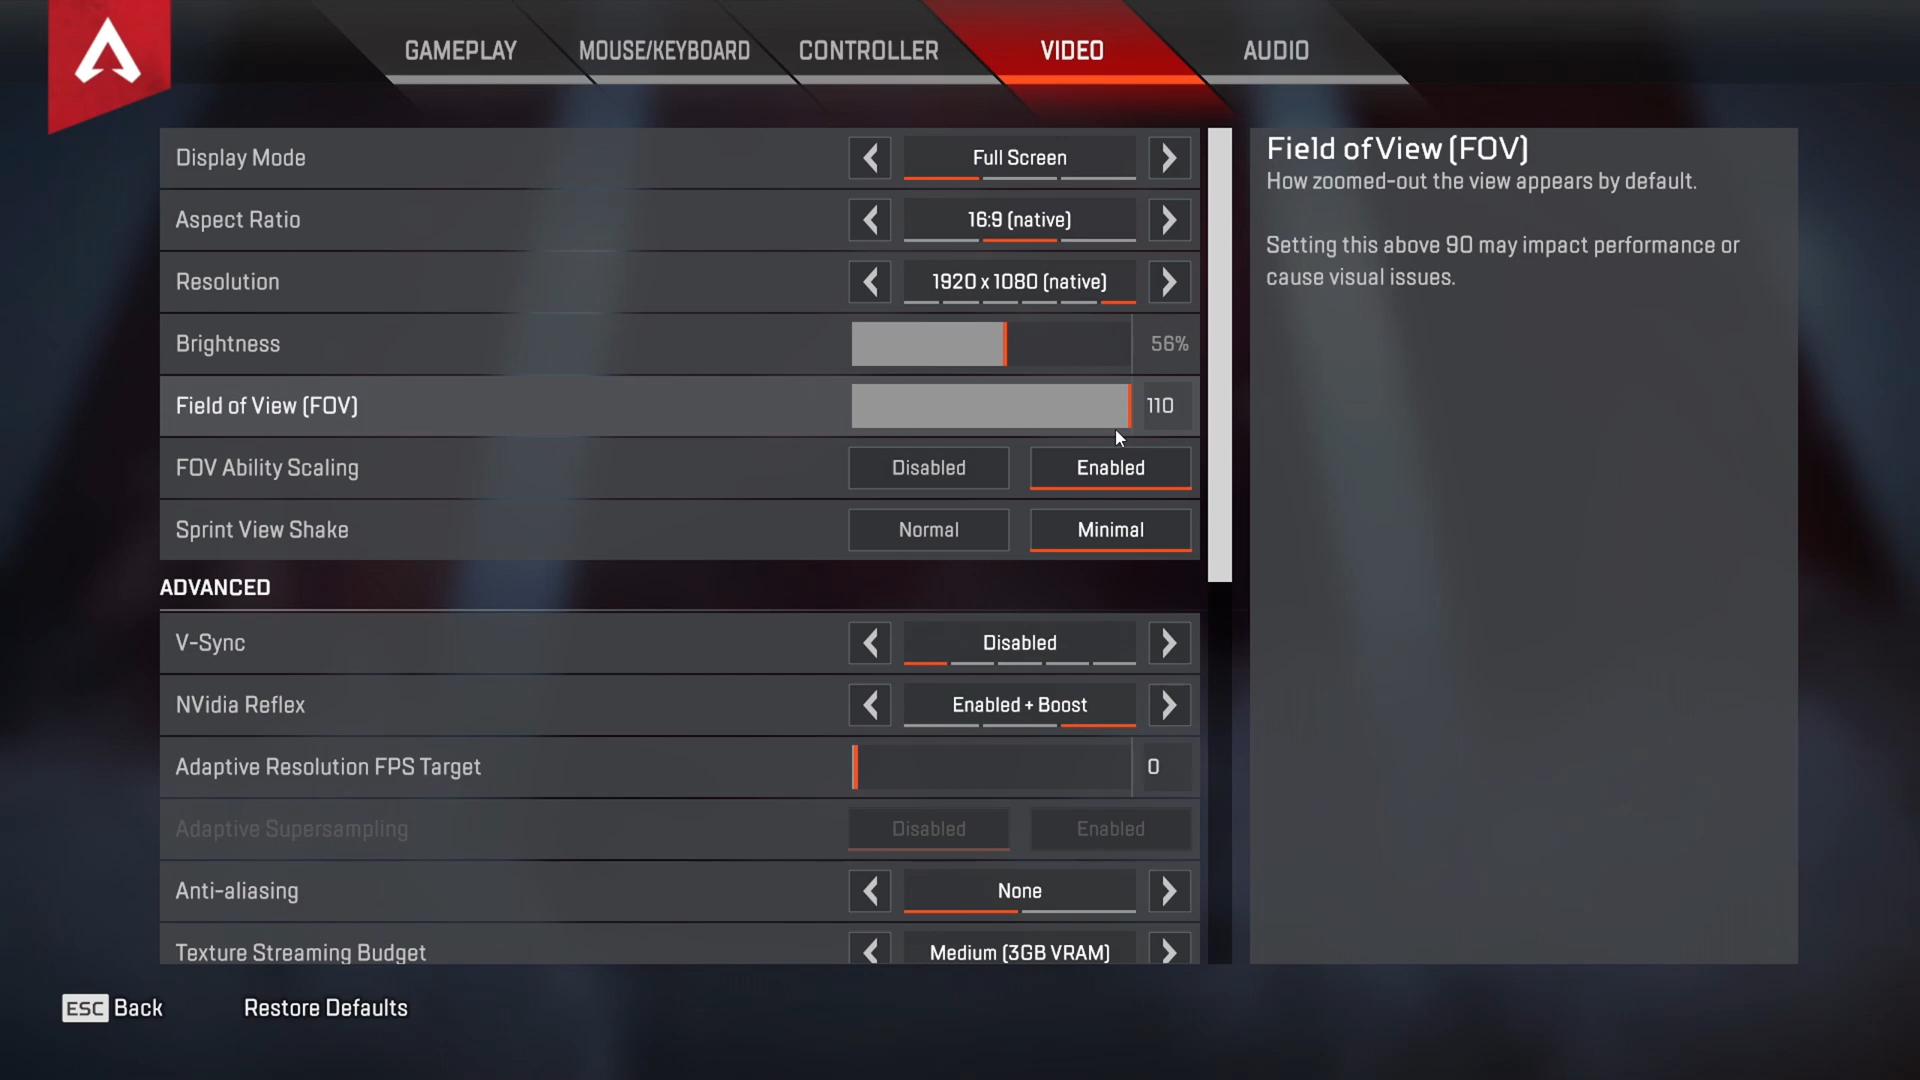 GAMEPLAY
MOUSE/KEYBOARD
CONTROLLER
VIDEO
AUDIO
Display Mode
Full Screen
Aspect Ratio
16:9 (native)
Resolution
1920 x 1080 (native)
Brightness
56%
Field of View (FOV)
110
FOV Ability Scaling
Disabled
Enabled
Sprint View Shake
Normal
Minimal
ADVANCED
V-Sync
Disabled
NVidia Reflex
Enabled + Boost
Adaptive Resolution FPS Target
0
Adaptive Supersampling
Disabled
Enabled
Anti-aliasing
None
Texture Streaming Budget
Medium (3GB VRAM)
Field of View (FOV)
How zoomed-out the view appears by default.
Setting this above 90 may impact performance or
cause visual issues.
ESC Back
Restore Defaults